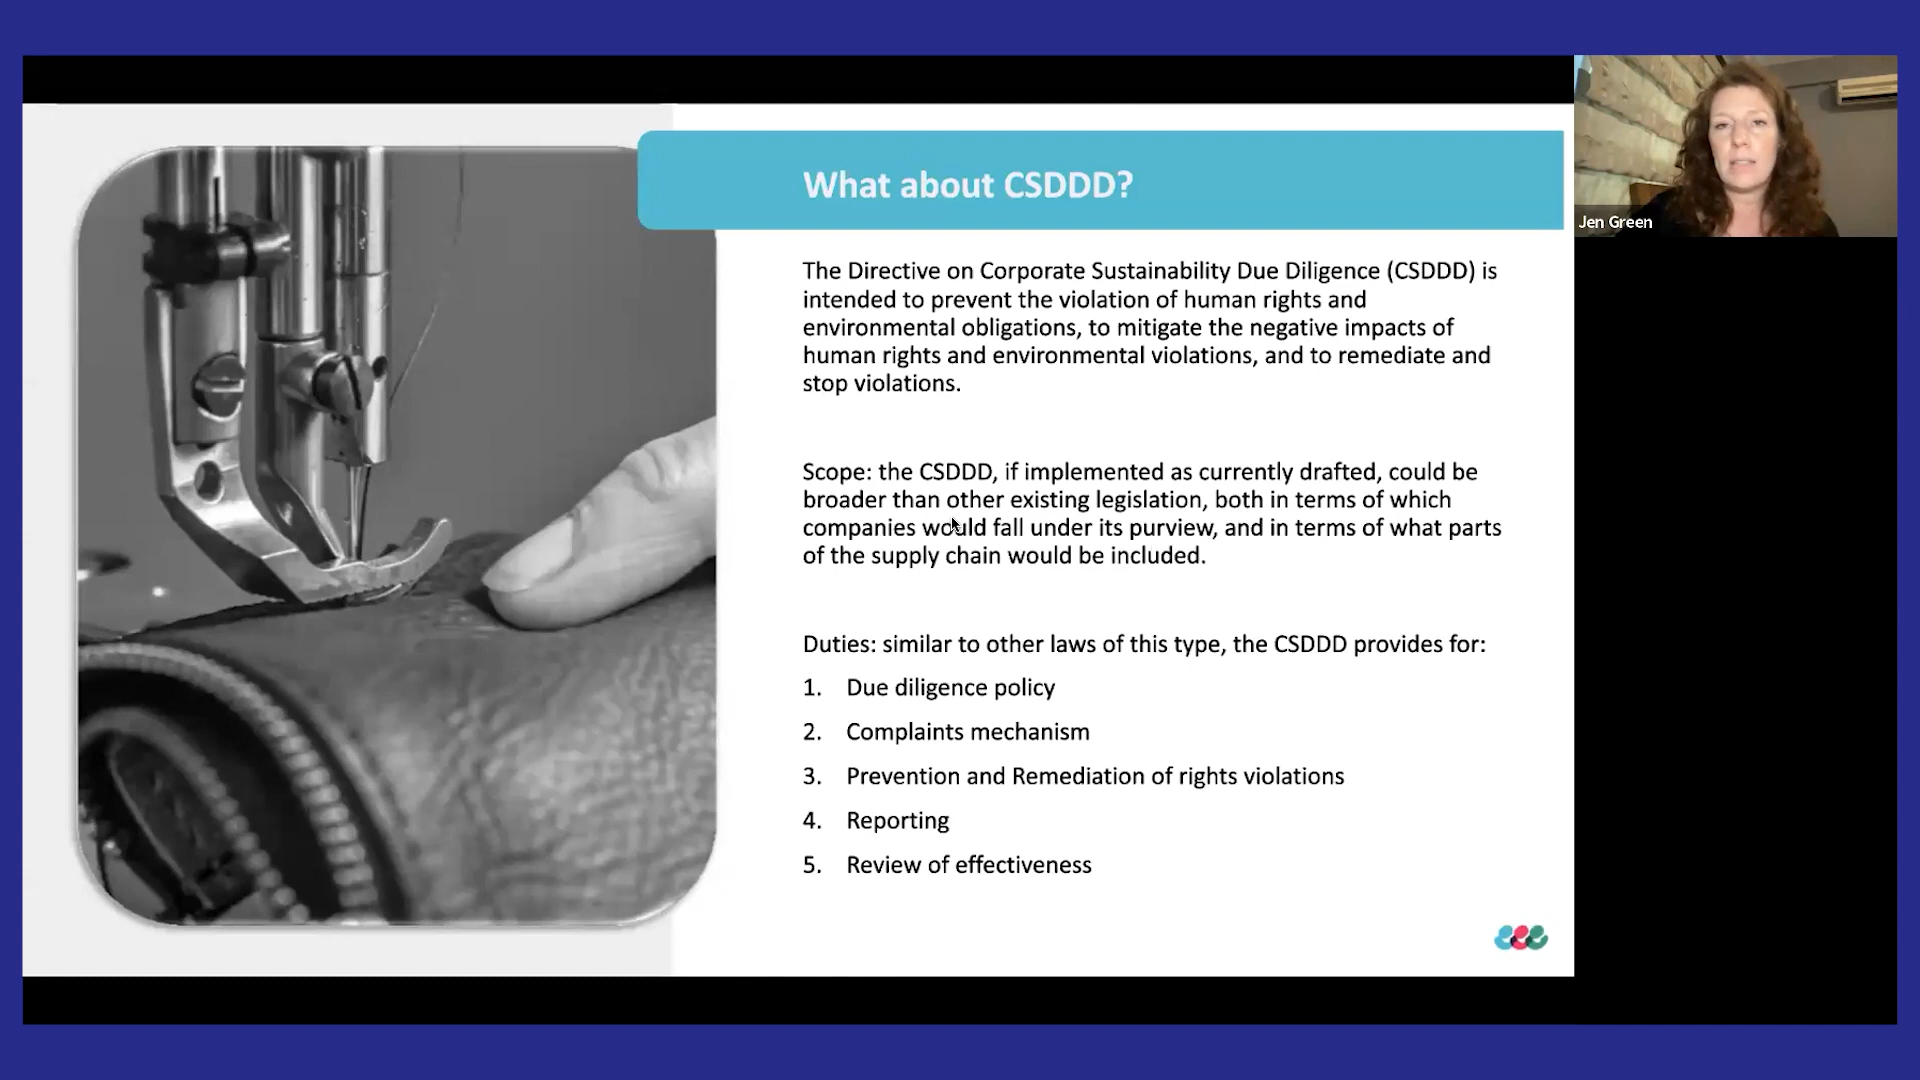 What about CSDDD?
Jen Green
The Directive on Corporate Sustainability Due Diligence (CSDDD) is
intended to prevent the violation of human rights and
environmental obligations, to mitigate the negative impacts of
human rights and environmental violations, and to remediate and
stop violations.
Scope: the CSDDD, if implemented as currently drafted, could be
broader than other existing legislation, both in terms of which
companies would fall under its purview, and in terms of what parts
of the supply chain would be included.
Duties: similar to other laws of this type, the CSDDD provides for:
1. Due diligence policy
2. Complaints mechanism
3. Prevention and Remediation of rights violations
4. Reporting
5. Review of effectiveness